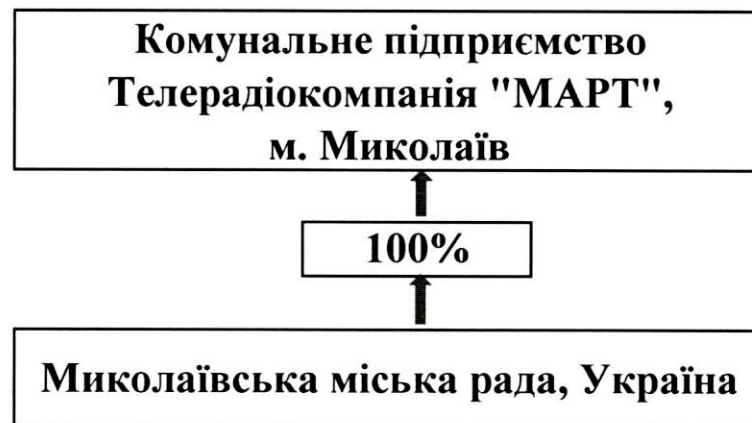 Комунальне підприємство
Телерадіокомпанія "МАРТ",
м. Миколаїв
100%
Миколаївська міська рада, Україна